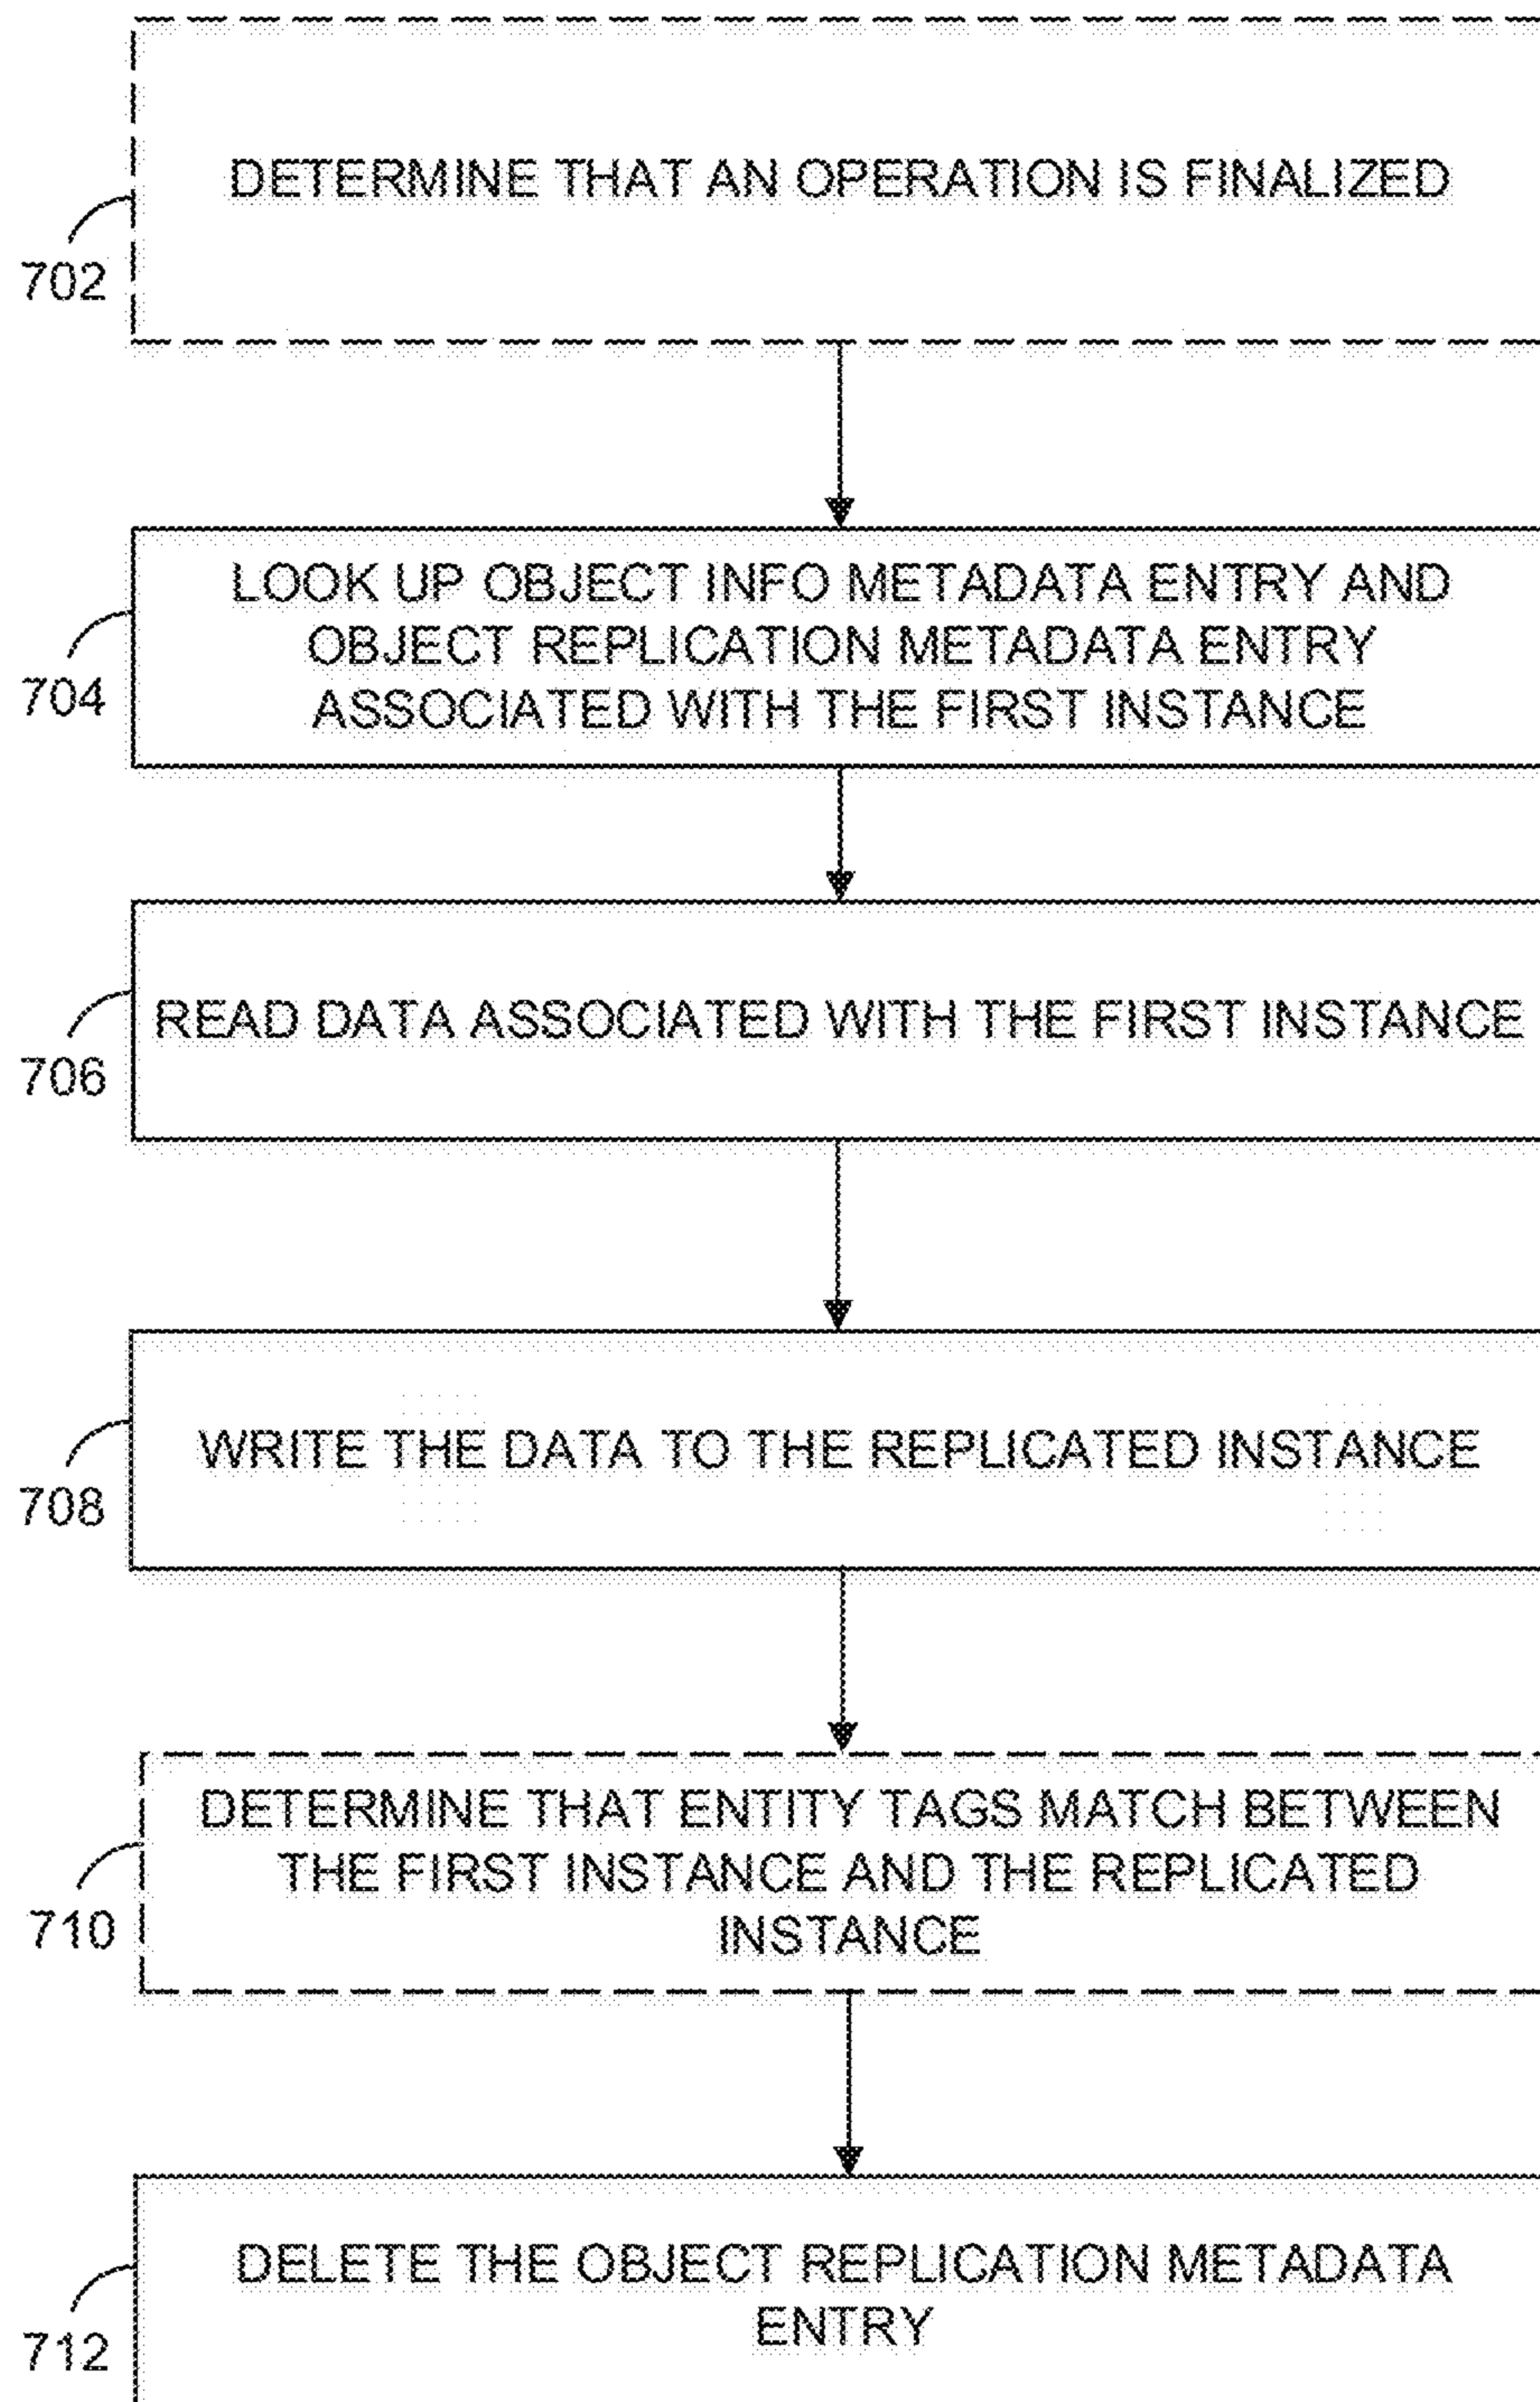 DETERMINE THAT AN OPERATION IS FINALIZED
702
LOOK UP OBJECT INFO METADATA ENTRY AND
OBJECT REPLICATION METADATA ENTRY
ASSOCIATED WITH THE FIRST INSTANCE
704
READ DATA ASSOCIATED WITH THE FIRST INSTANCE
706
WRITE THE DATA TO THE REPLICATED INSTANCE
708
DETERMINE THAT ENTITY TAGS MATCH BETWEEN
THE FIRST INSTANCE AND THE REPLICATED
INSTANCE
710
DELETE THE OBJECT REPLICATION METADATA
ENTRY
712